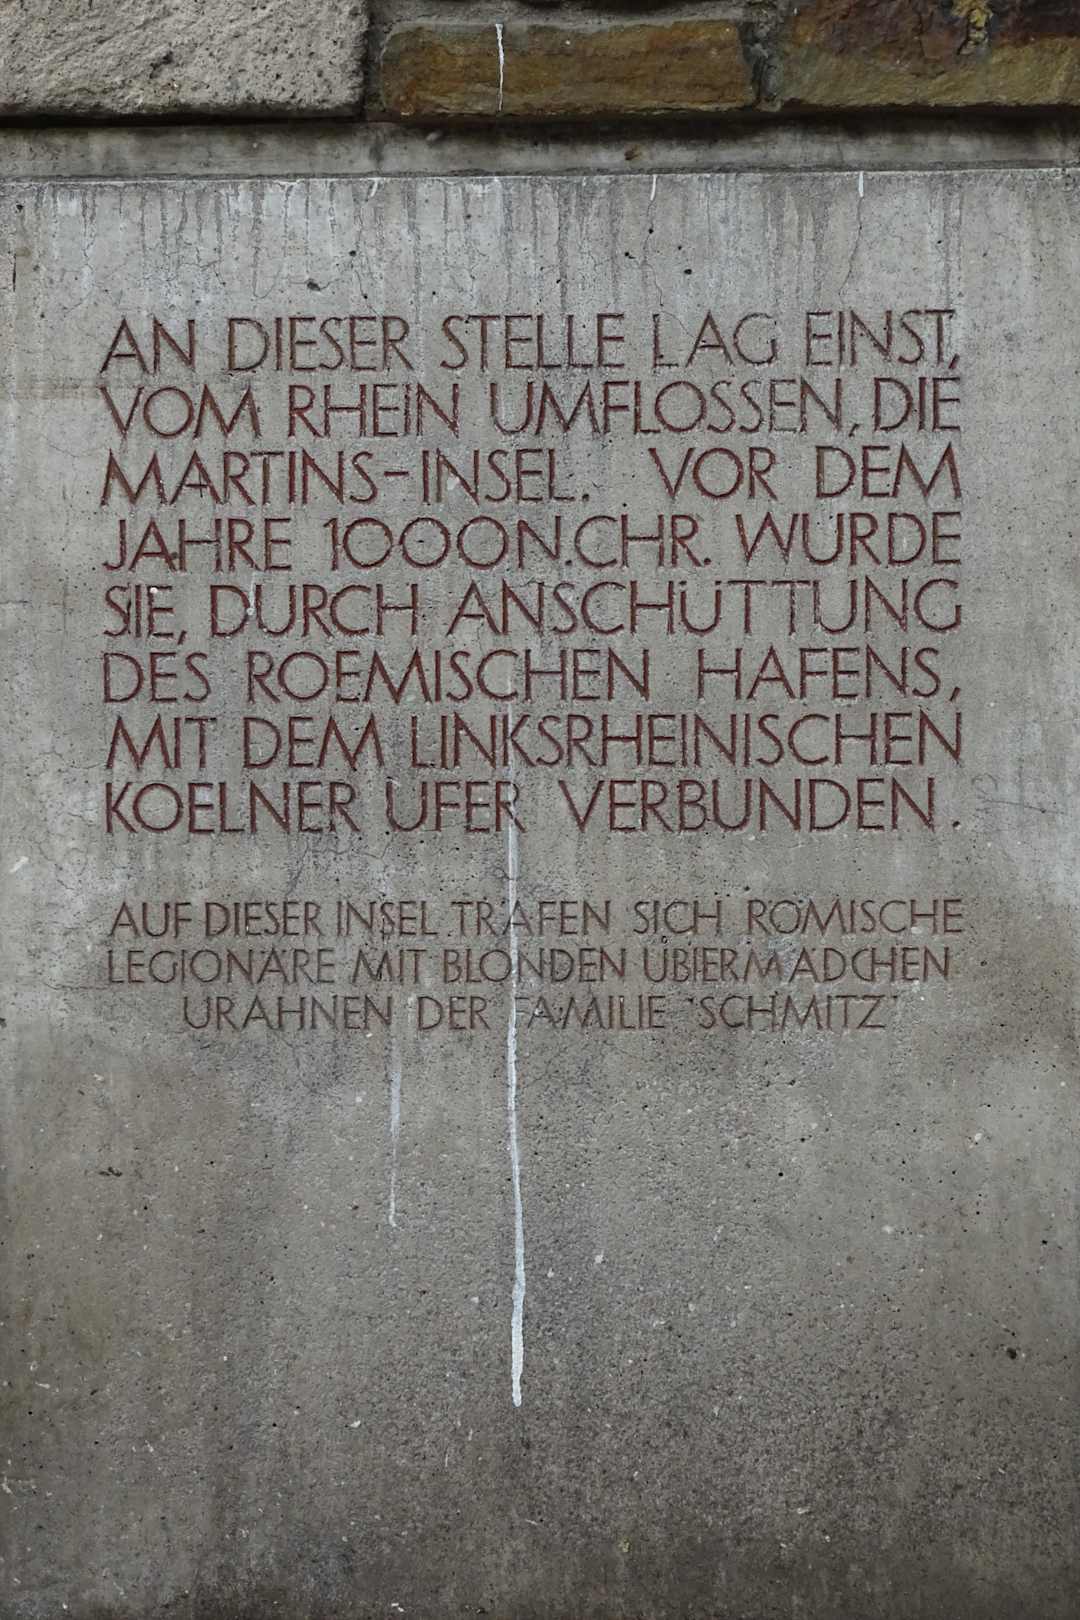 AN DIESER STELLE LAG EINST,
VOM RHEIN UMFLOSSEN, DIE
MARTINS-INSEL. VOR DEM
JAHRE 1000 N.CHR. WURDE
SIE, DURCH ANSCHÜTTUNG
DES ROEMISCHEN HAFENS,
MIT DEM LINKSRHEINISCHEN
KOELNER UFER VERBUNDEN.
AUF DIESER INSEL TRAFEN SICH RÖMISCHE
LEGIONÄRE MIT BLONDEN UBIERMÄDCHEN
URAHNEN DER FAMILIE "SCHMITZ"